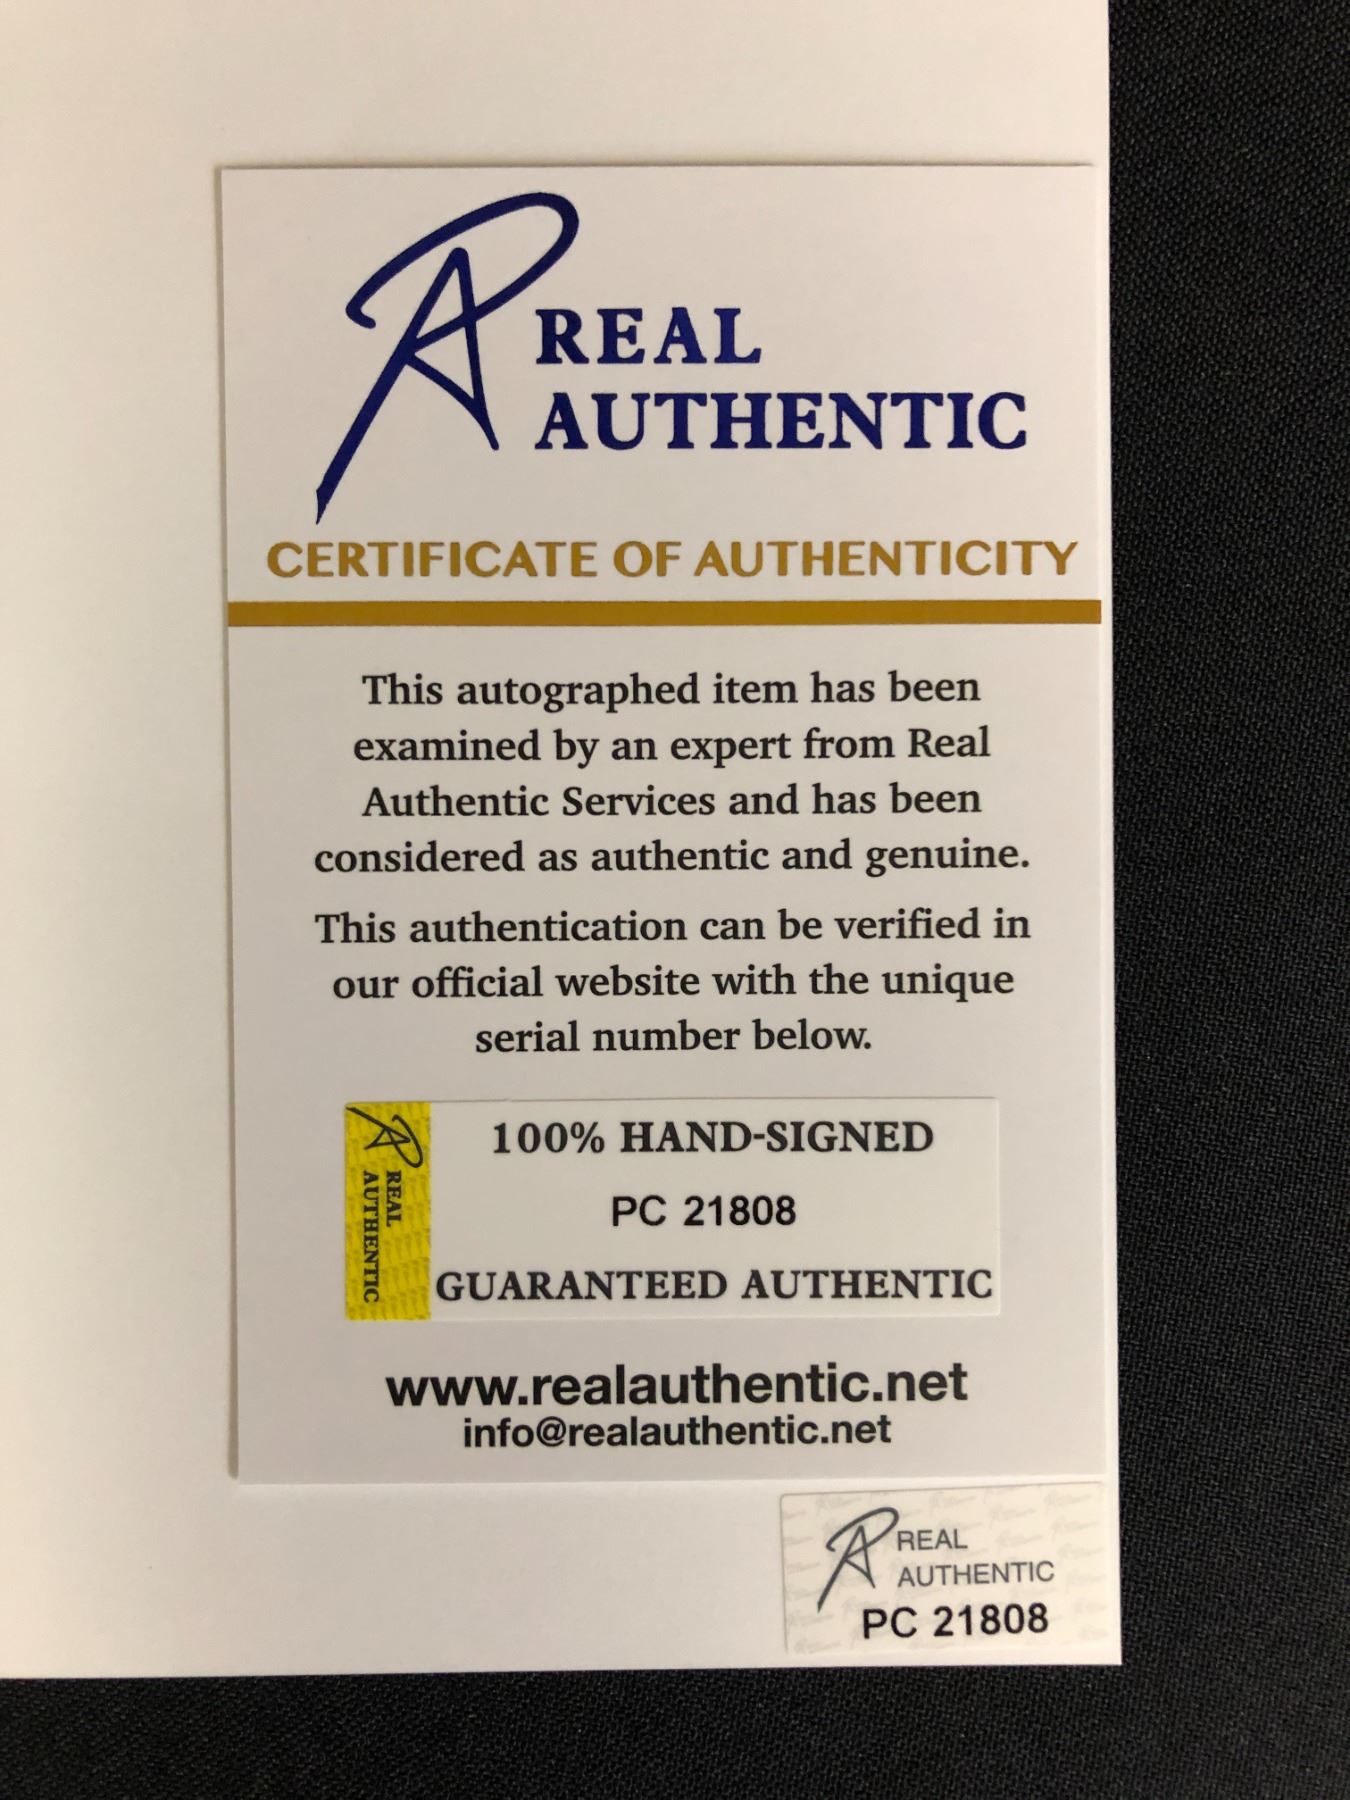 REAL
AUTHENTIC
CERTIFICATE OF AUTHENTICITY
This autographed item has been
examined by an expert from Real
Authentic Services and has been
considered as authentic and genuine.
This authentication can be verified in
our official website with the unique
serial number below.
REAL
AUTHENTIC
100% HAND-SIGNED
PC 21808
GUARANTEED AUTHENTIC
www.realauthentic.net
info@realauthentic.net
REAL
AUTHENTIC
PC 21808